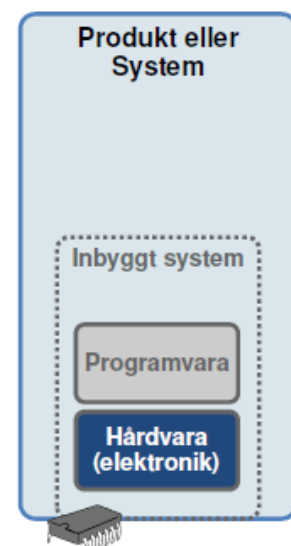 Produkt eller
System
Inbyggt system
Programvara
Hårdvara
(elektronik)